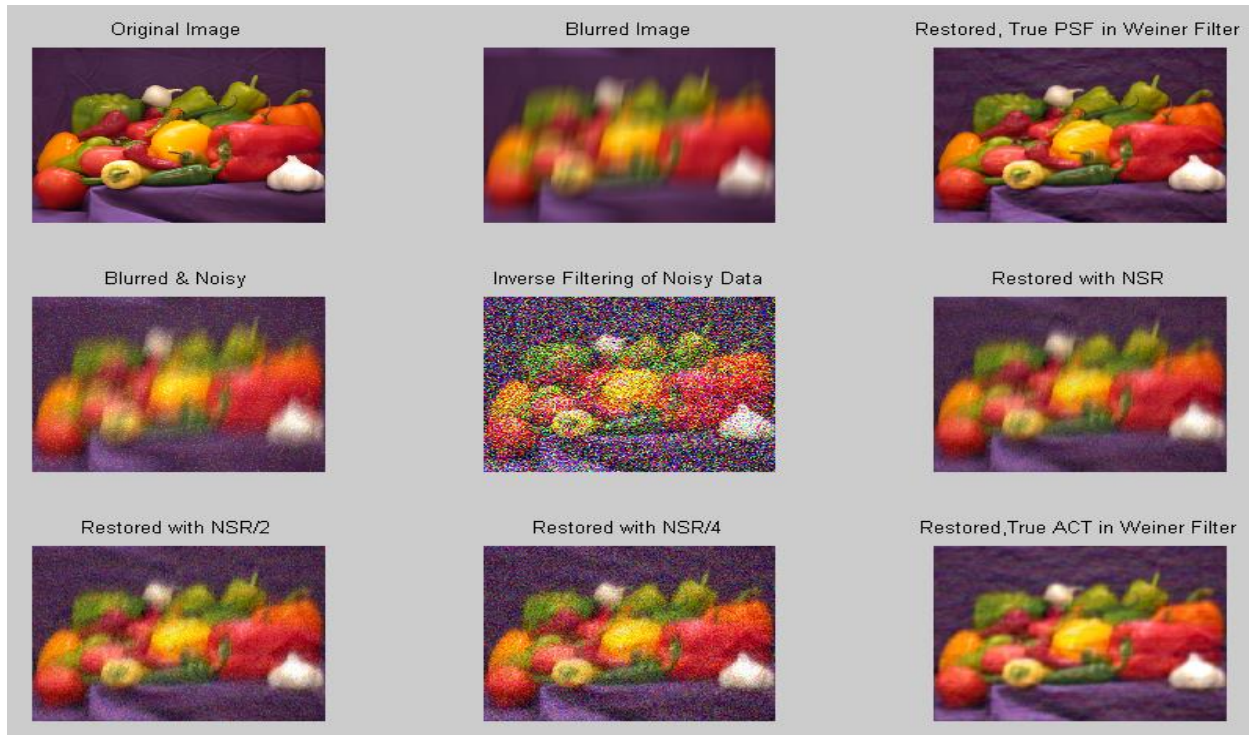 Original Image
Blurred Image
Restored, True PSF in Weiner Filter
Blurred & Noisy
Inverse Filtering of Noisy Data
Restored with NSR
Restored with NSR/2
Restored with NSR/4
Restored,True ACT in Weiner Filter